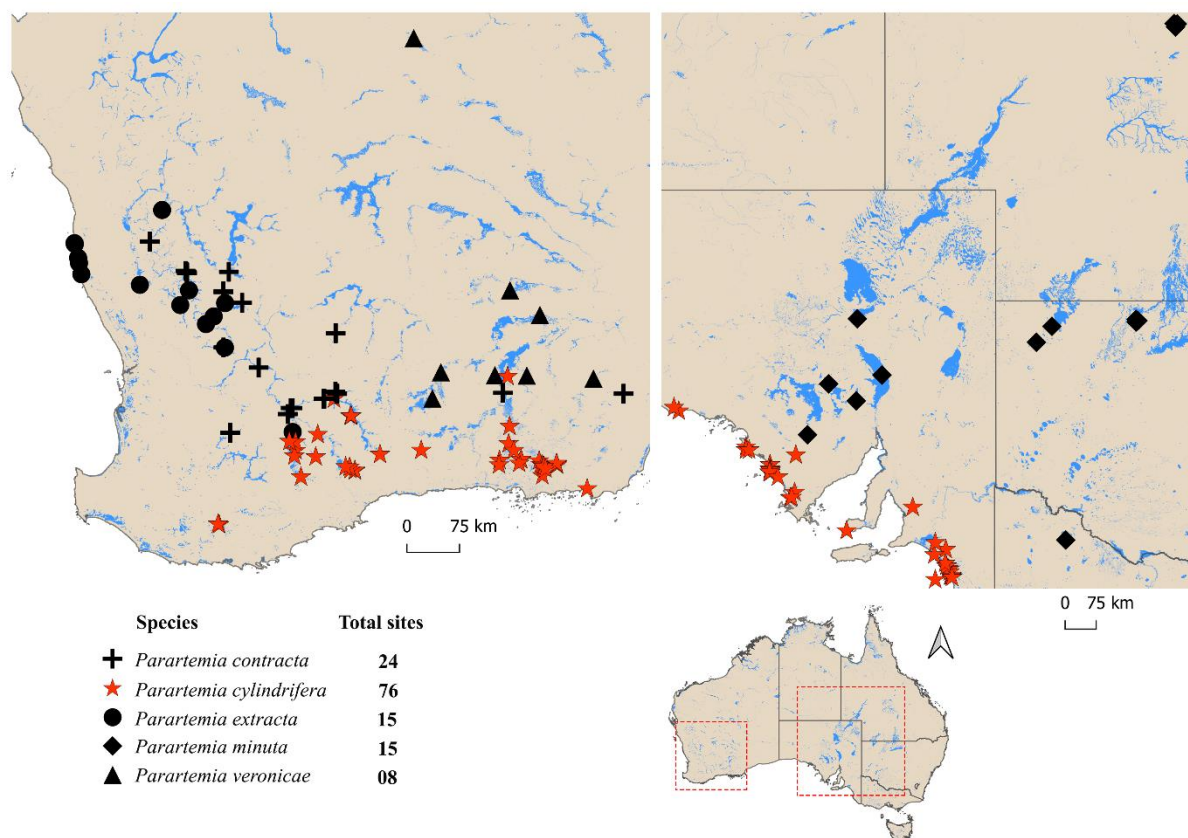 0 75 km
0 75 km
Species Total sites
Parartemia contracta 24
Parartemia cylindrifera 76
Parartemia extracta 15
Parartemia minuta 15
Parartemia veronicae 08